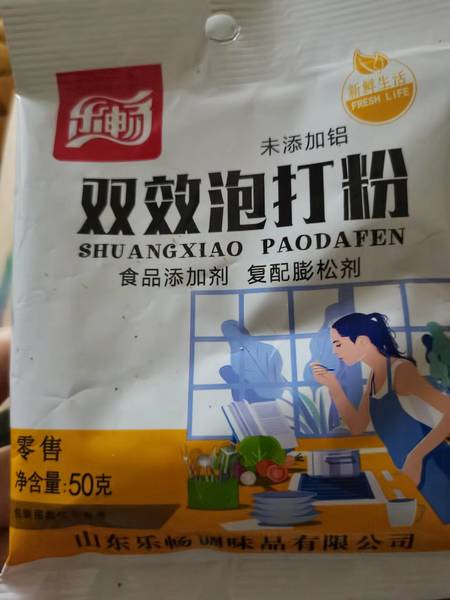 乐畅
新鲜生活
FRESH LIFE
未添加铝
双效泡打粉
SHUANGXIAO PAODAFEN
食品添加剂 复配膨松剂
零售
净含量:50克
山东乐畅调味品有限公司